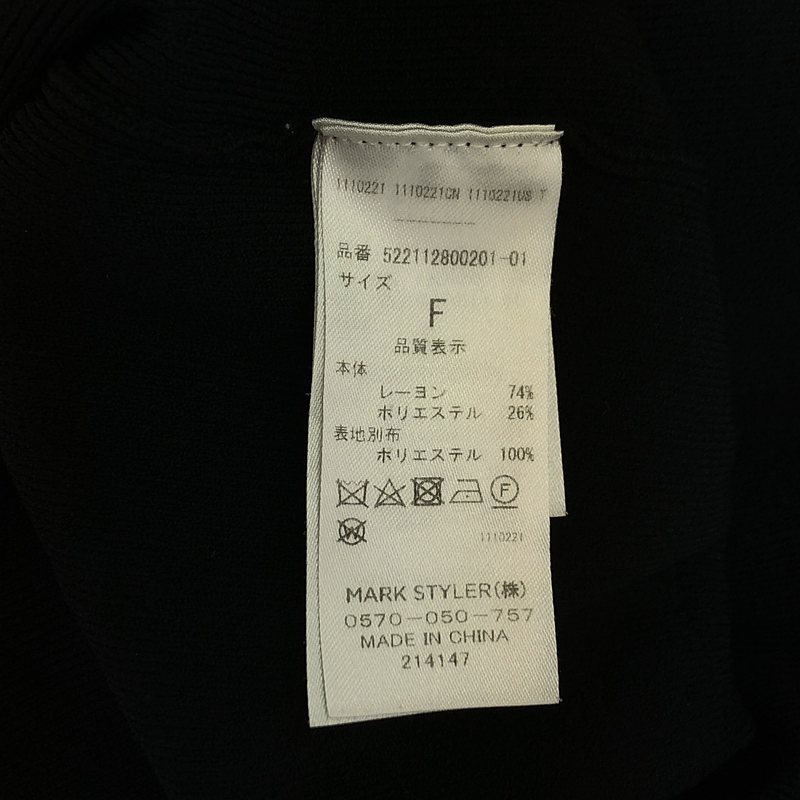 1110221 1110221CN 1110221US T
品番 522112800201-01
サイズ
F
品質表示
本体
レーヨン 74%
ポリエステル 26%
表地別布
ポリエステル 100%
F
W
1110221
MARK STYLER(株)
0570-050-757
MADE IN CHINA
214147